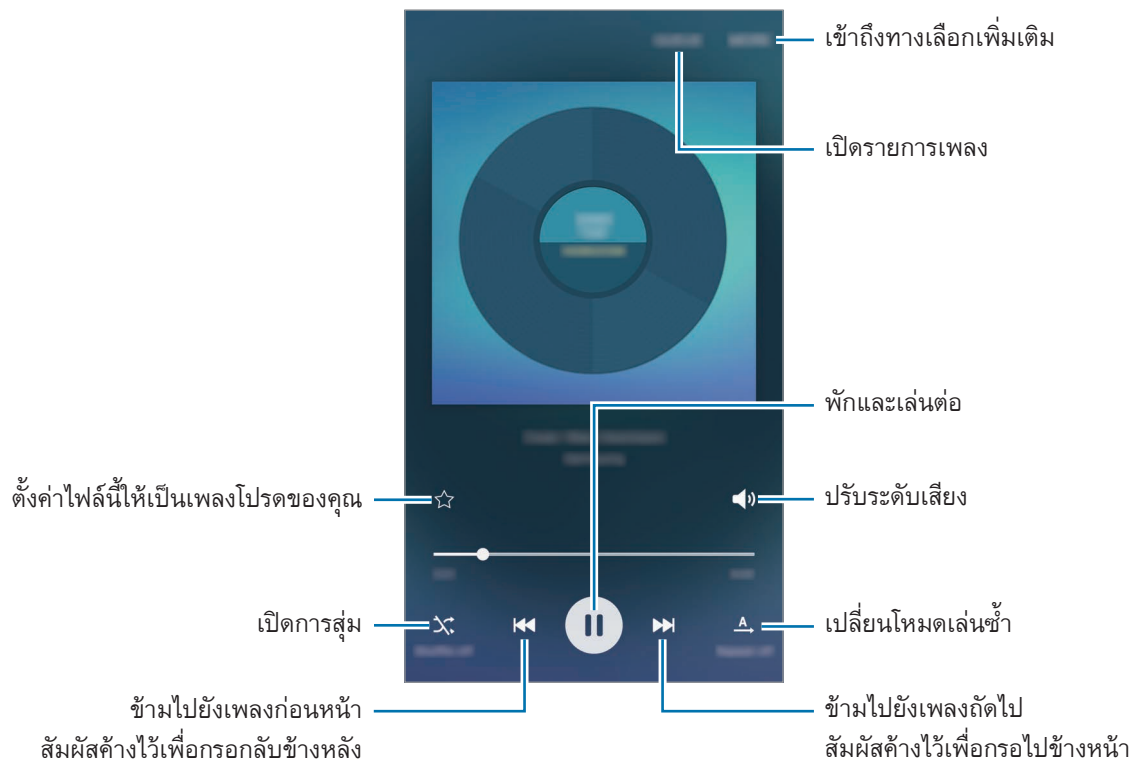 เข้าถึงทางเลือกเพิ่มเติม
เปิดรายการเพลง
พักและเล่นต่อ
ตั้งค่าไฟล์นี้ให้เป็นเพลงโปรดของคุณ
ปรับระดับเสียง
เปิดการสุ่ม
A
เปลี่ยนโหมดเล่นซ้ำ
ข้ามไปยังเพลงก่อนหน้า
สัมผัสค้างไว้เพื่อกรอกลับข้างหลัง
ข้ามไปยังเพลงถัดไป
สัมผัสค้างไว้เพื่อกรอไปข้างหน้า